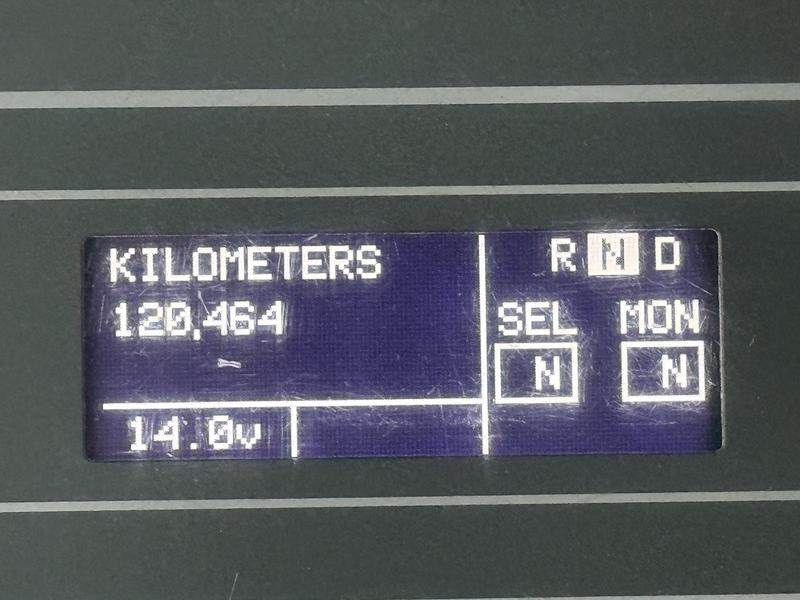 KILOMETERS
120,464
14.0v
R N D
SEL MON
N N